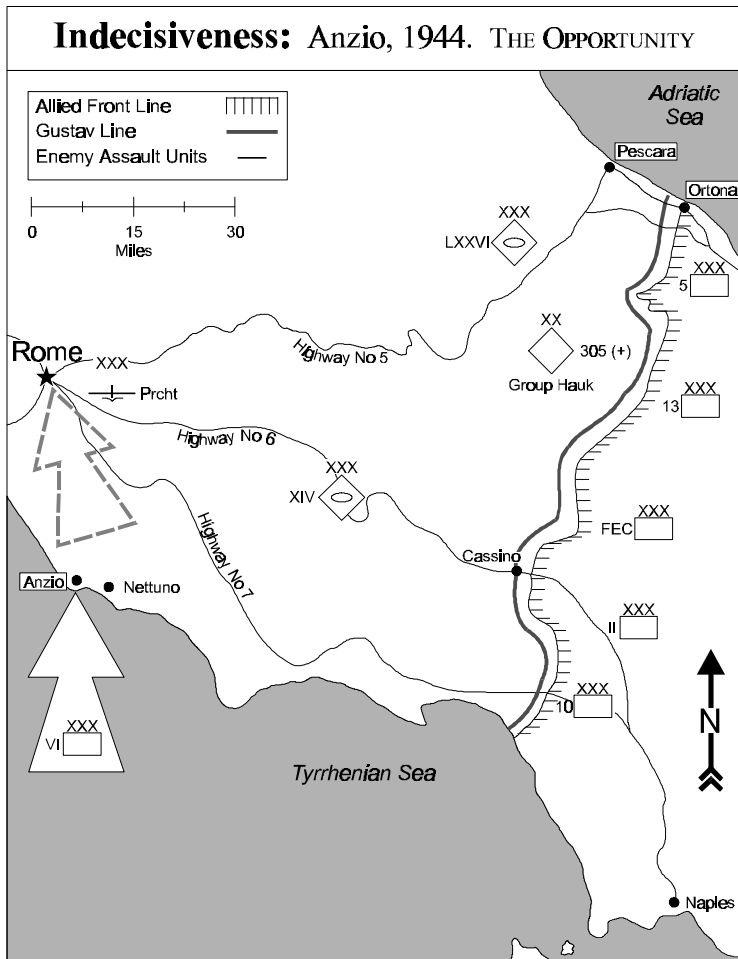 Indecisiveness: Anzio, 1944. THE OPPORTUNITY
Adriatic
Sea
Allied Front Line
Gustav Line
Enemy Assault Units
0 15 30
Miles
Pescara
Ortona
XXX
LXXVI
XXX
5
XX
305 (+)
Group Hauk
Rome
XXX
Prcht
Highway No 5
XXX
13
Highway No 6
XXX
XIV
Highway No 7
XXX
FEC
Cassino
Anzio
Nettuno
XXX
II
XXX
10
XXX
VI
N
Tyrrhenian Sea
Naples